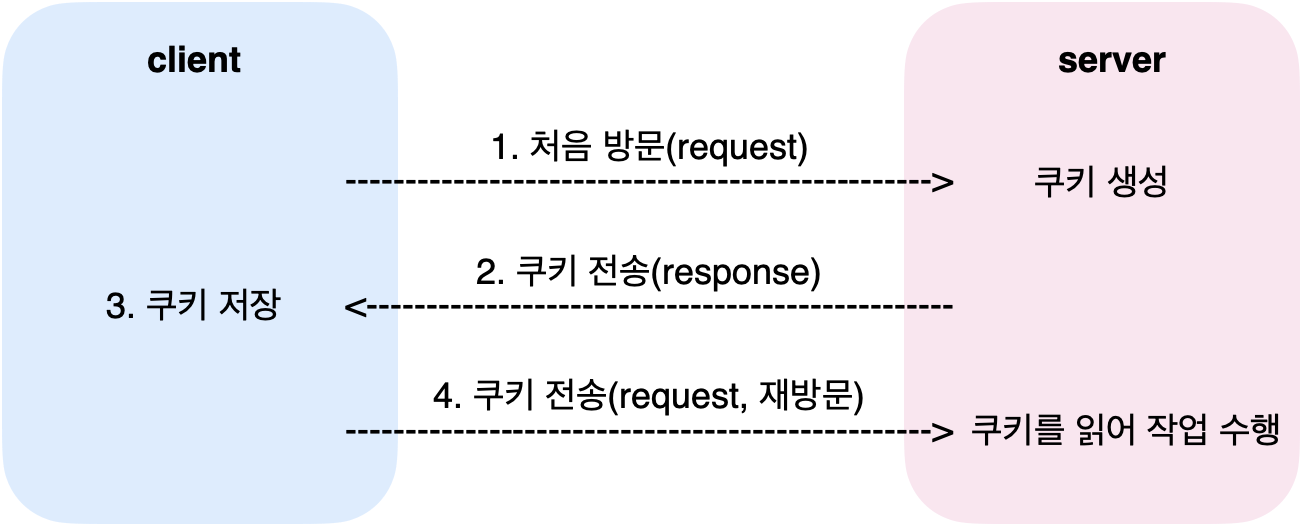 client
server
1. 처음 방문(request)
쿠키 생성
2. 쿠키 전송(response)
3. 쿠키 저장
4. 쿠키 전송(request, 재방문)
쿠키를 읽어 작업 수행